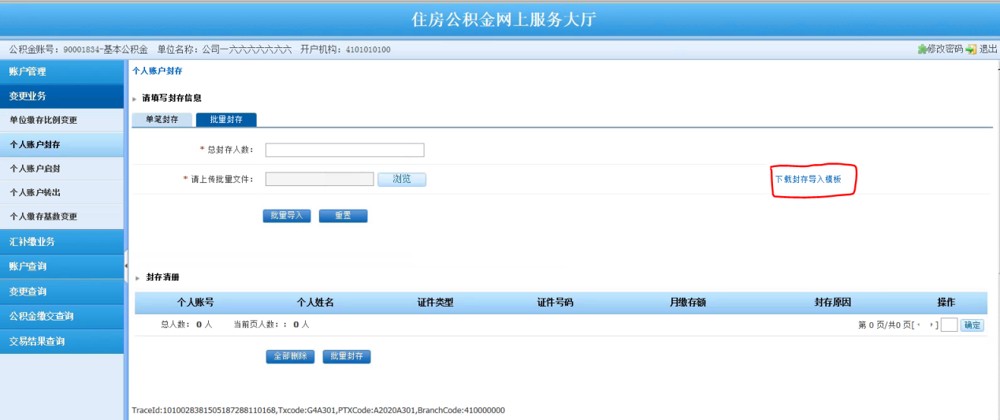 住房公积金网上服务大厅
公积金账号：90001834-基本公积金 单位名称：公司一六六六六六六六 开户机构：4101010100 修改密码 退出
账户管理
变更业务
单位缴存比例变更
个人账户封存
个人账户启封
个人账户转出
个人缴存基数变更
汇补缴业务
账户查询
变更查询
公积金缴交查询
交易结果查询
个人账户封存
请填写封存信息
单笔封存 批量封存
* 总封存人数：
* 请上传批量文件： 浏览 下载封存导入模板
批量导入 重置
封存清册
个人账号 个人姓名 证件类型 证件号码 月缴存额 封存原因 操作
总人数： 0 人 当前页人数：： 0 人 第 0 页/共0 页[ ] 确定
全部删除 批量封存
TraceId:1010028381505187288110168,Txcode:G4A301,PTXCode:A2020A301,BranchCode:410000000